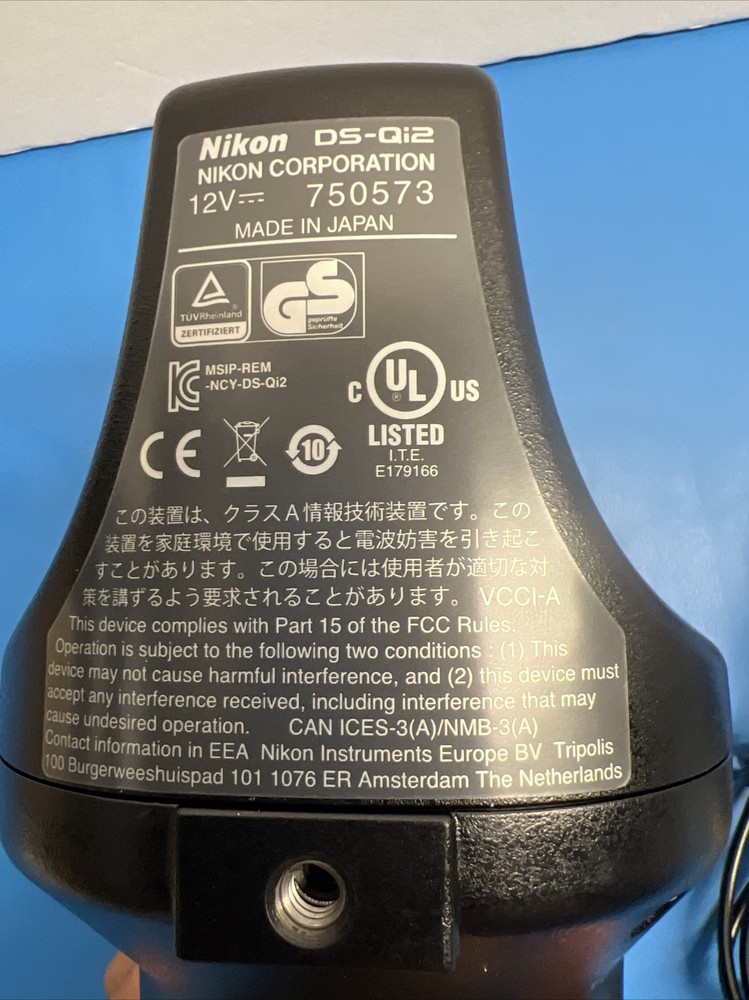 Nikon DS-Qi2
NIKON CORPORATION
12V⎓ 750573
MADE IN JAPAN
TÜVRheinland®
ZERTIFIZIERT
GS
geprüfte
Sicherheit
MSIP-REM
-NCY-DS-Qi2
C UL US
LISTED
I.T.E.
E179166
CE
10
この装置は、クラスA情報技術装置です。この
装置を家庭環境で使用すると電波妨害を引き起こ
すことがあります。この場合には使用者が適切な対
策を講ずるよう要求されることがあります。 VCCI-A
This device complies with Part 15 of the FCC Rules.
Operation is subject to the following two conditions : (1) This
device may not cause harmful interference, and (2) this device must
accept any interference received, including interference that may
cause undesired operation. CAN ICES-3(A)/NMB-3(A)
Contact information in EEA Nikon Instruments Europe BV Tripolis
100 Burgerweeshuispad 101 1076 ER Amsterdam The Netherlands